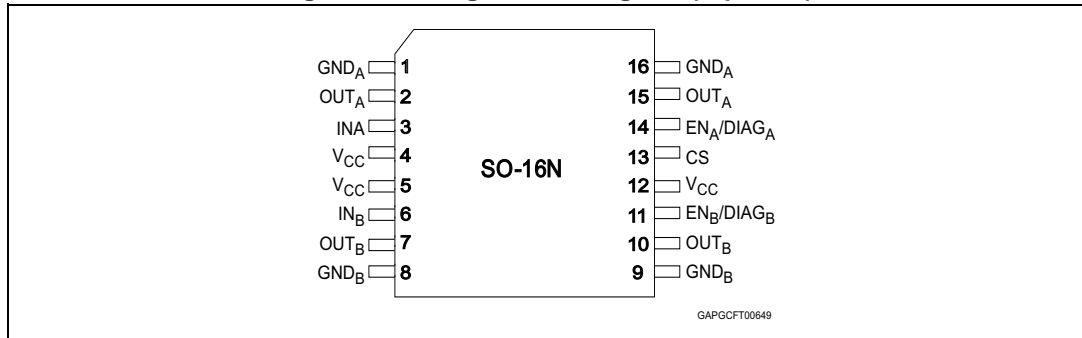 GNDA 1 16 GNDA
OUTA 2 15 OUTA
INA 3 14 ENA/DIAGA
VCC 4 13 CS
SO-16N
VCC 5 12 VCC
INB 6 11 ENB/DIAGB
OUTB 7 10 OUTB
GNDB 8 9 GNDB
GAPGCFT00649